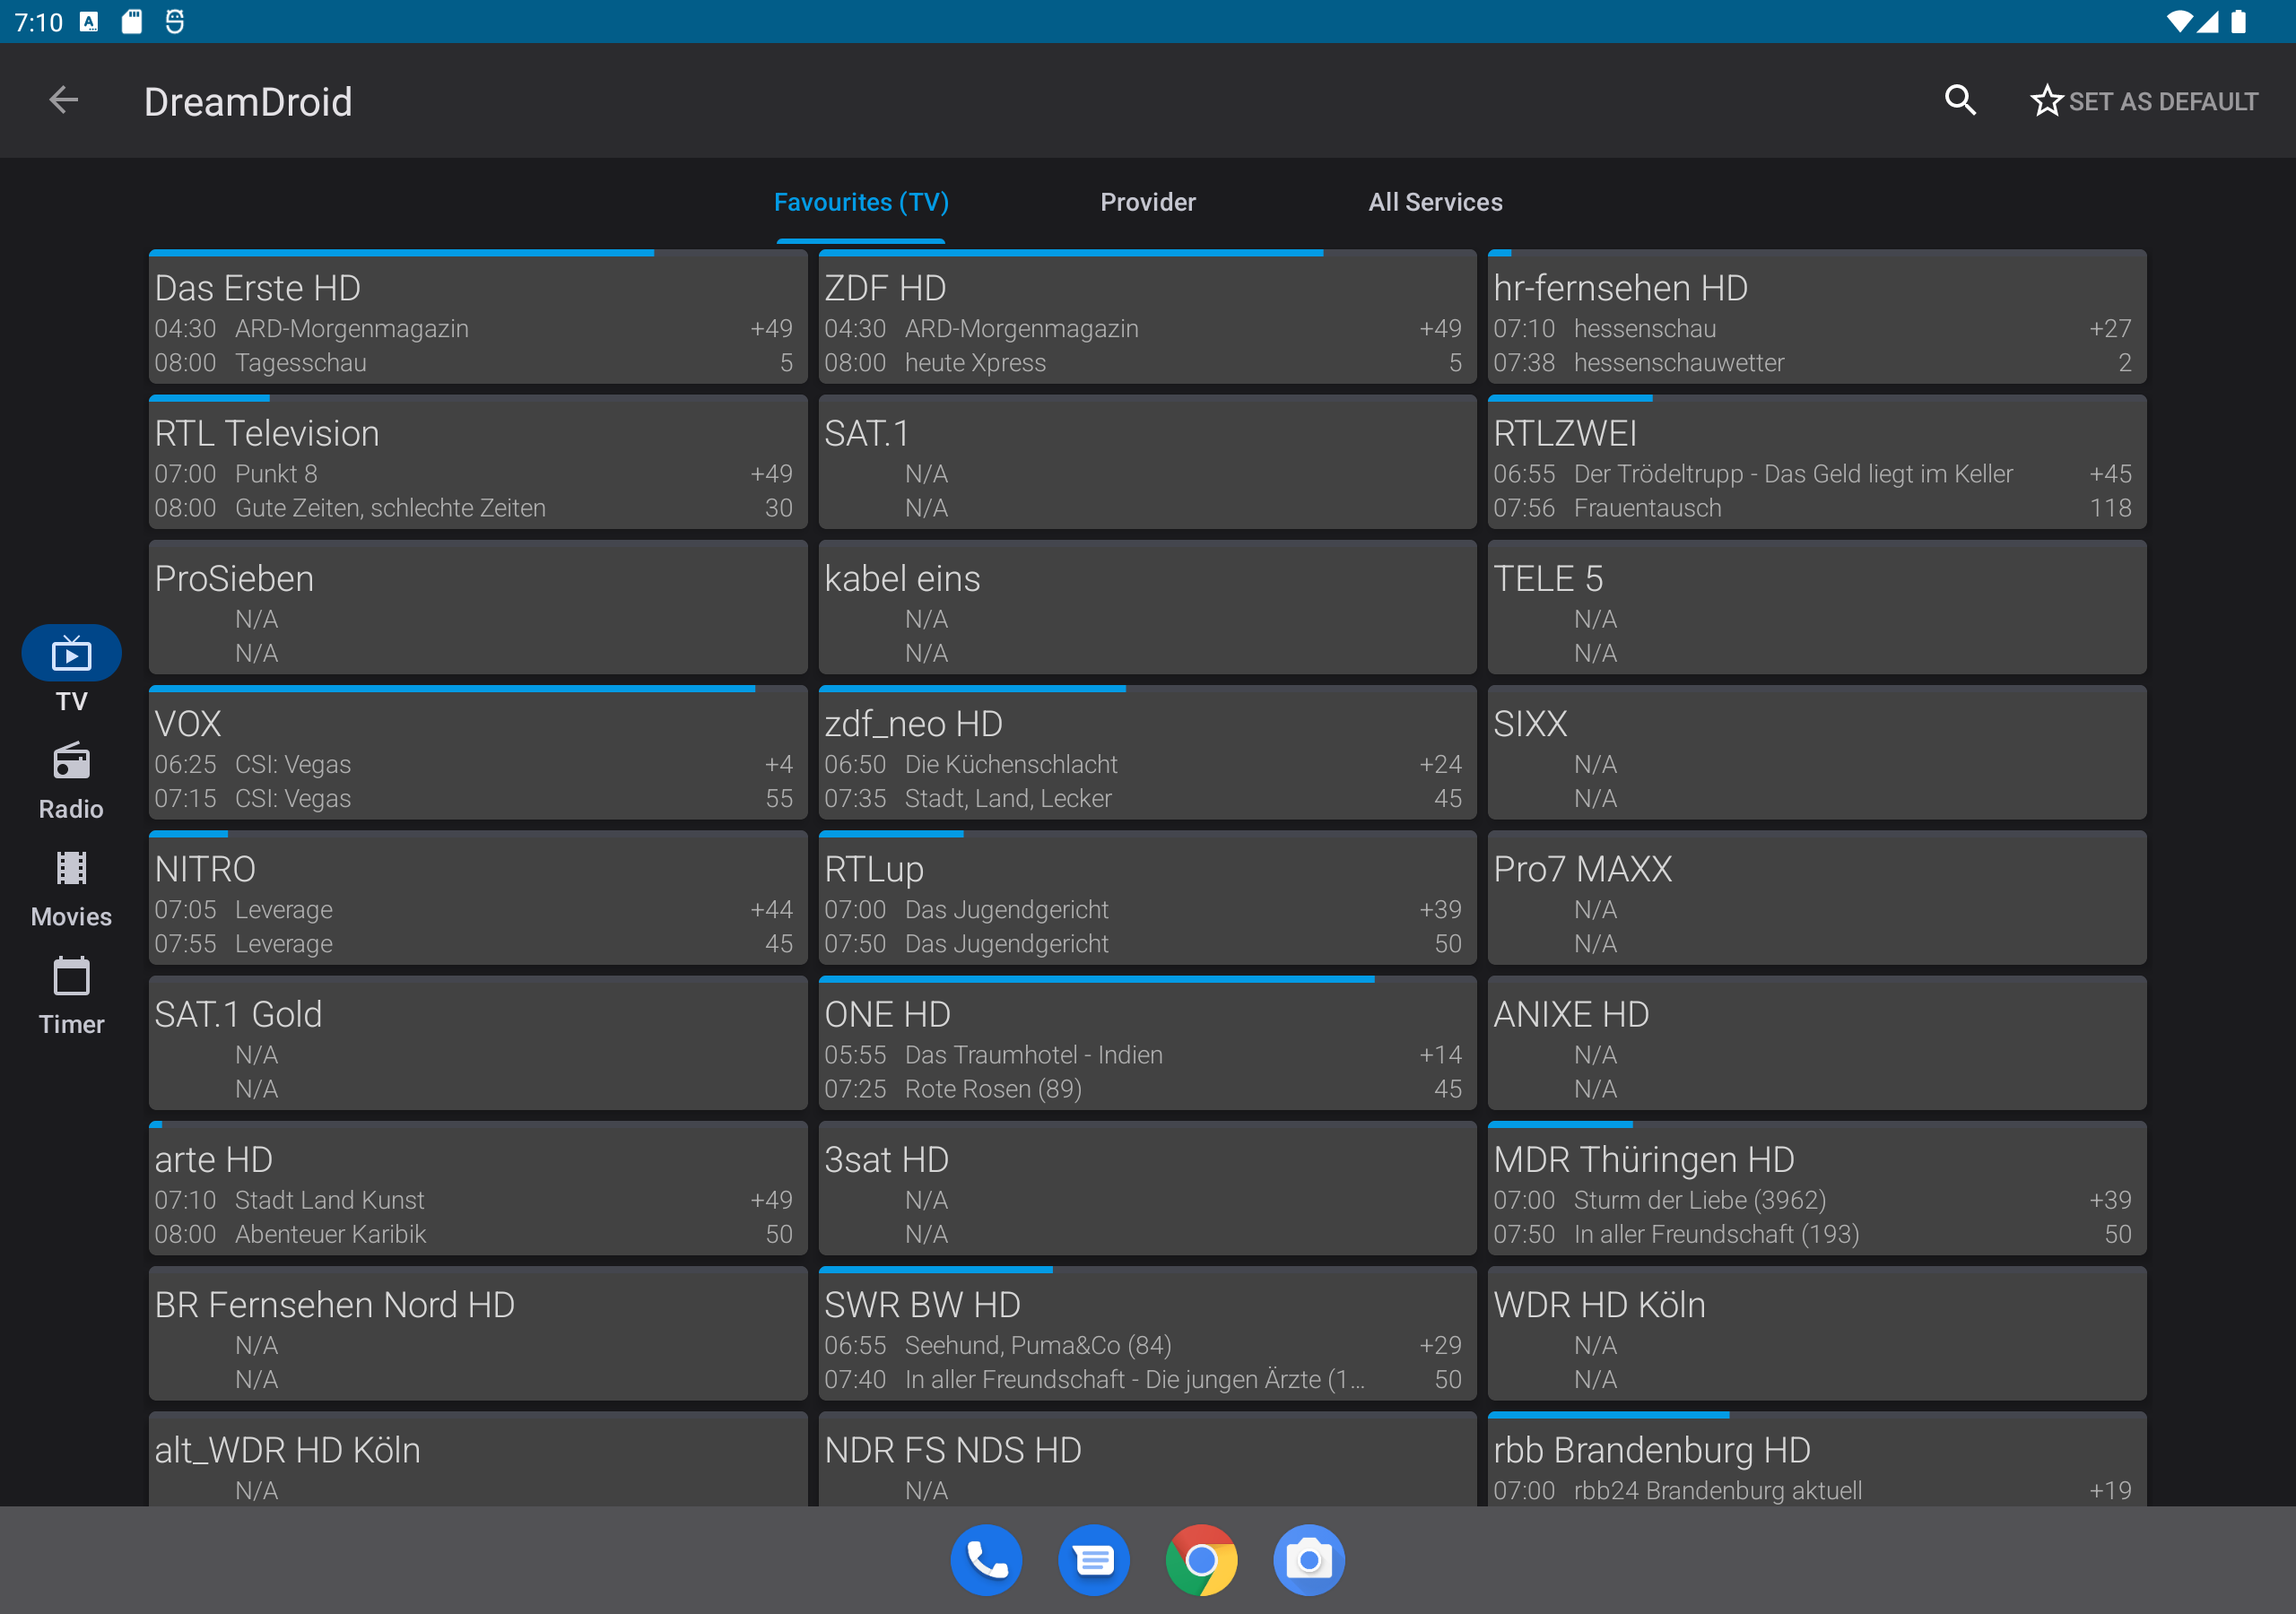 7:10
DreamDroid
SET AS DEFAULT
Favourites (TV)
Provider
All Services
Das Erste HD
04:30 ARD-Morgenmagazin +49
08:00 Tagesschau 5
ZDF HD
04:30 ARD-Morgenmagazin +49
08:00 heute Xpress 5
hr-fernsehen HD
07:10 hessenschau +27
07:38 hessenschauwetter 2
RTL Television
07:00 Punkt 8 +49
08:00 Gute Zeiten, schlechte Zeiten 30
SAT.1
N/A
N/A
RTLZWEI
06:55 Der Trödeltrupp - Das Geld liegt im Keller +45
07:56 Frauentausch 118
ProSieben
N/A
N/A
kabel eins
N/A
N/A
TELE 5
N/A
N/A
VOX
06:25 CSI: Vegas +4
07:15 CSI: Vegas 55
zdf_neo HD
06:50 Die Küchenschlacht +24
07:35 Stadt, Land, Lecker 45
SIXX
N/A
N/A
NITRO
07:05 Leverage +44
07:55 Leverage 45
RTLup
07:00 Das Jugendgericht +39
07:50 Das Jugendgericht 50
Pro7 MAXX
N/A
N/A
SAT.1 Gold
N/A
N/A
ONE HD
05:55 Das Traumhotel - Indien +14
07:25 Rote Rosen (89) 45
ANIXE HD
N/A
N/A
arte HD
07:10 Stadt Land Kunst +49
08:00 Abenteuer Karibik 50
3sat HD
N/A
N/A
MDR Thüringen HD
07:00 Sturm der Liebe (3962) +39
07:50 In aller Freundschaft (193) 50
BR Fernsehen Nord HD
N/A
N/A
SWR BW HD
06:55 Seehund, Puma&Co (84) +29
07:40 In aller Freundschaft - Die jungen Ärzte (1... 50
WDR HD Köln
N/A
N/A
alt_WDR HD Köln
N/A
NDR FS NDS HD
N/A
rbb Brandenburg HD
07:00 rbb24 Brandenburg aktuell +19
TV
Radio
Movies
Timer